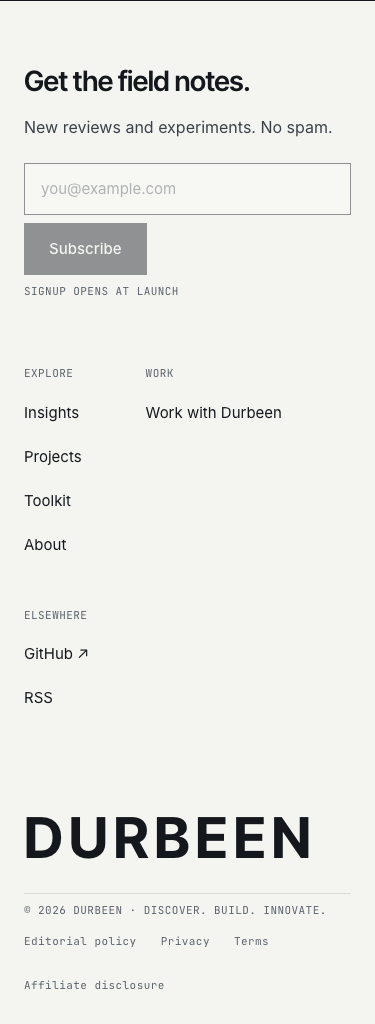 Get the field notes.
New reviews and experiments. No spam.
you@example.com
Subscribe
SIGNUP OPENS AT LAUNCH
EXPLORE
Insights
Projects
Toolkit
About
WORK
Work with Durbeen
ELSEWHERE
GitHub ↗
RSS
DURBEEN
© 2026 DURBEEN · DISCOVER. BUILD. INNOVATE.
Editorial policy Privacy Terms
Affiliate disclosure